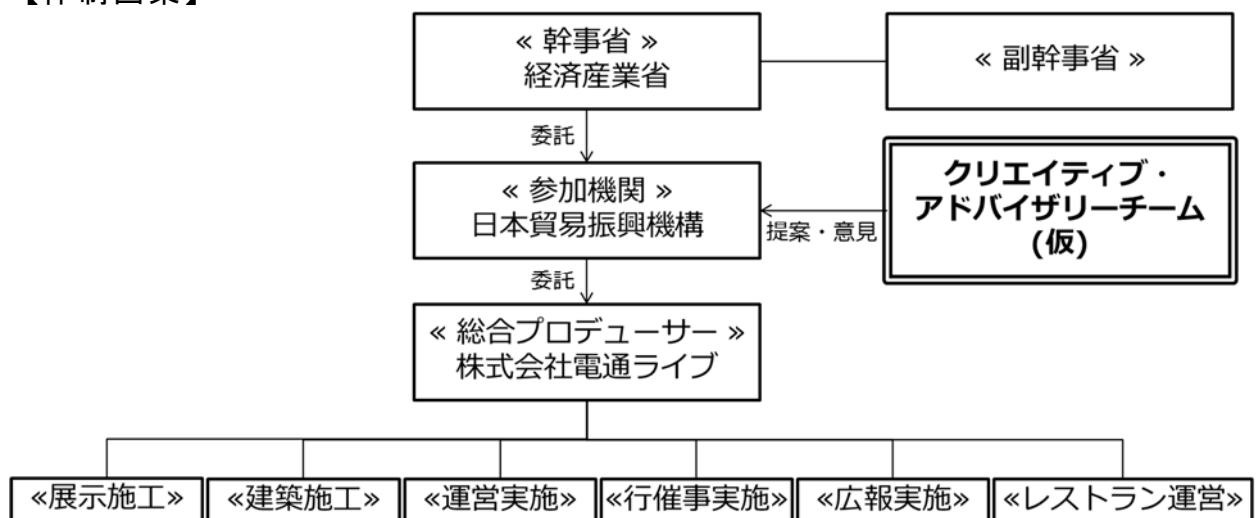 « 幹事省 »
経済産業省
« 副幹事省 »
委託
« 参加機関 »
日本貿易振興機構
提案・意見
クリエイティブ・
アドバイザリーチーム
(仮)
委託
« 総合プロデューサー »
株式会社電通ライブ
«展示施工»
«建築施工»
«運営実施»
«行催事実施»
«広報実施»
«レストラン運営»